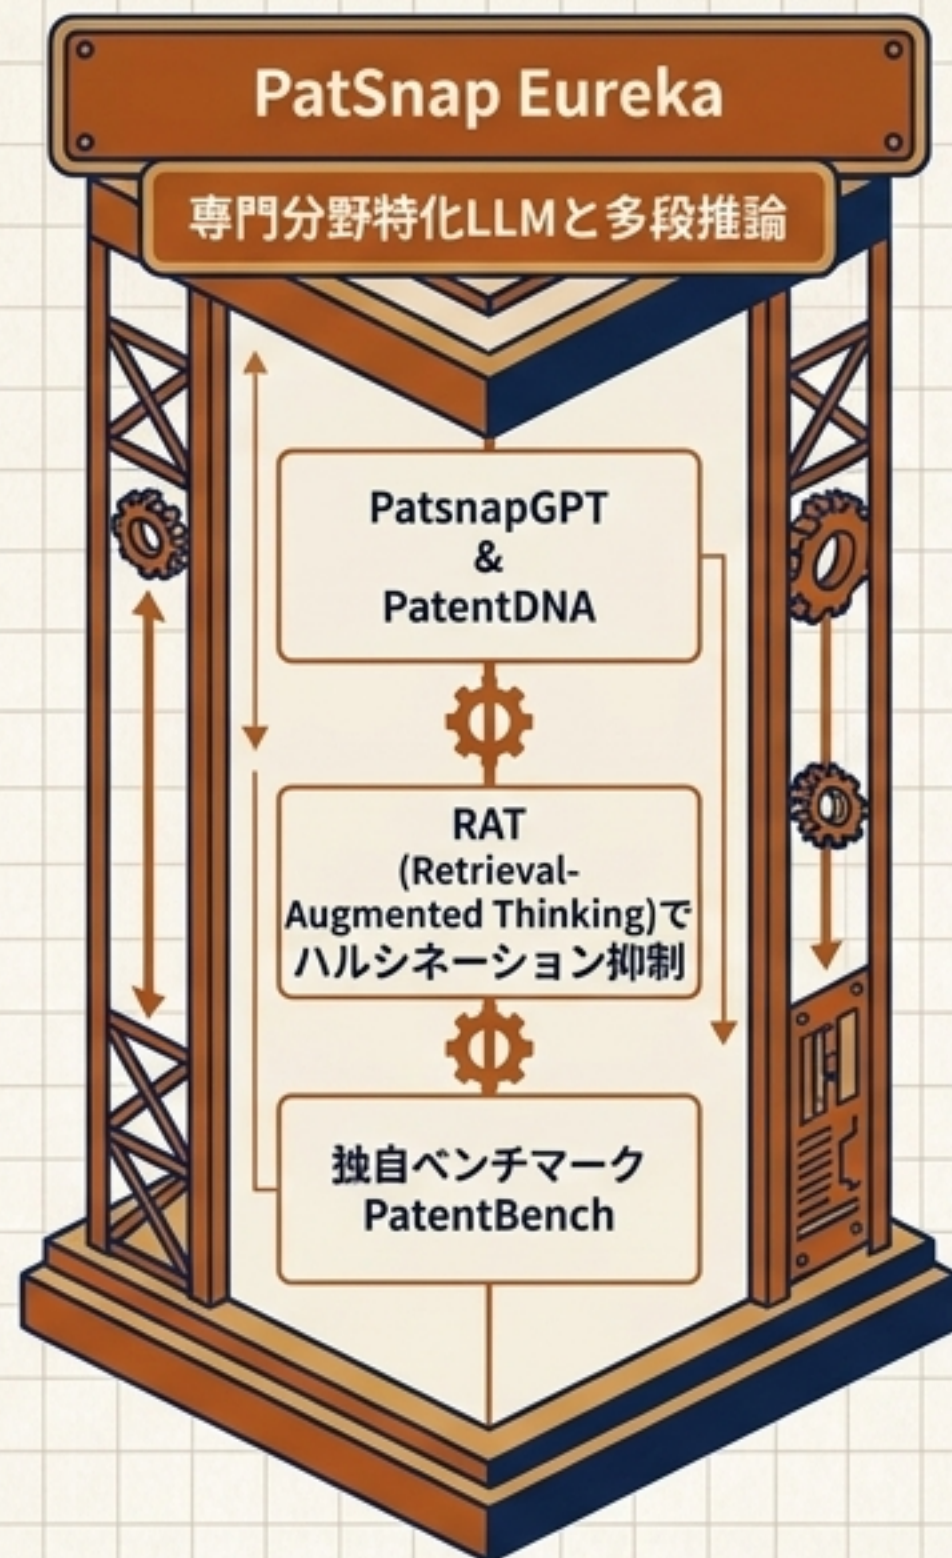 PatSnap Eureka
専門分野特化LLMと多段推論
PatsnapGPT
&
PatentDNA
RAT
(Retrieval-
Augmented Thinking)で
ハルシネーション抑制
独自ベンチマーク
PatentBench